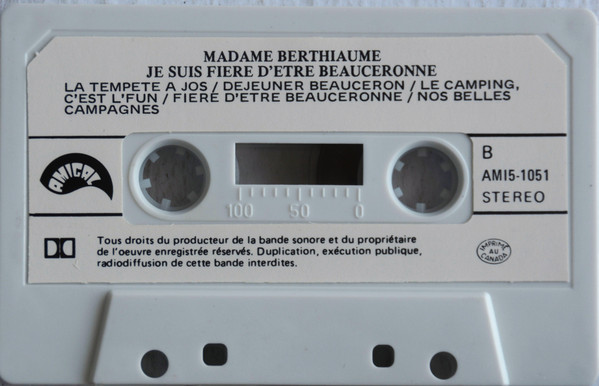 MADAME BERTHIAUME
JE SUIS FIERE D'ETRE BEAUCERONNE
LA TEMPETE A JOS / DEJEUNER BEAUCERON / LE CAMPING,
C'EST L'FUN / FIERE D'ETRE BEAUCERONNE / NOS BELLES
CAMPAGNES
AMICAL
B
AMI5-1051
STEREO
100 50 0
Tous droits du producteur de la bande sonore et du propriétaire
de l'oeuvre enregistrée réservés. Duplication, exécution publique,
radiodiffusion de cette bande interdites.
IMPRIMÉ
AU
CANADA